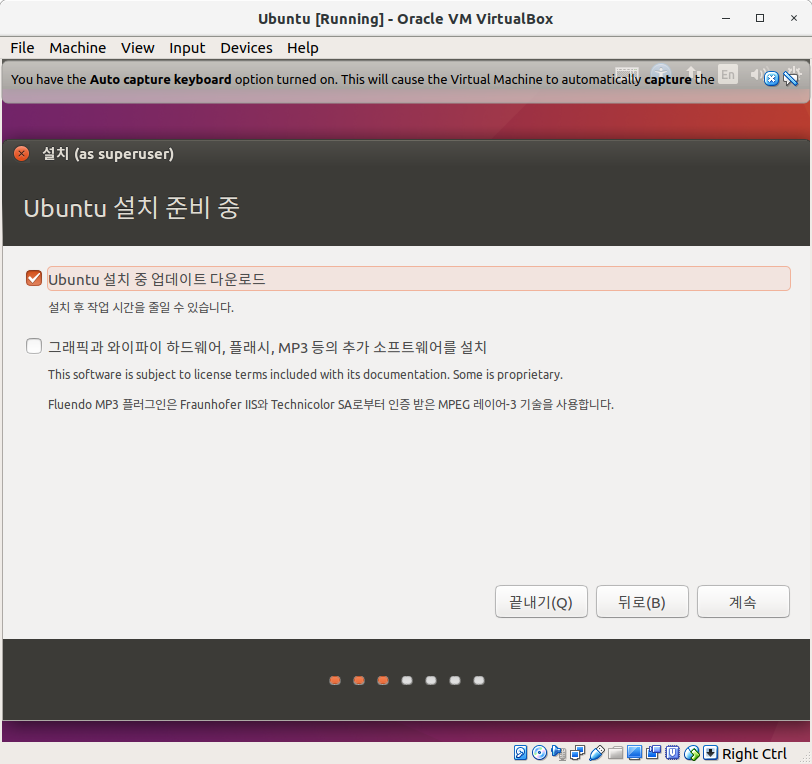 Ubuntu [Running] - Oracle VM VirtualBox
File Machine View Input Devices Help
You have the Auto capture keyboard option turned on. This will cause the Virtual Machine to automatically capture the
En
설치 (as superuser)
Ubuntu 설치 준비 중
Ubuntu 설치 중 업데이트 다운로드
설치 후 작업 시간을 줄일 수 있습니다.
그래픽과 와이파이 하드웨어, 플래시, MP3 등의 추가 소프트웨어를 설치
This software is subject to license terms included with its documentation. Some is proprietary.
Fluendo MP3 플러그인은 Fraunhofer IIS와 Technicolor SA로부터 인증 받은 MPEG 레이어-3 기술을 사용합니다.
끝내기(Q) 뒤로(B) 계속
Right Ctrl